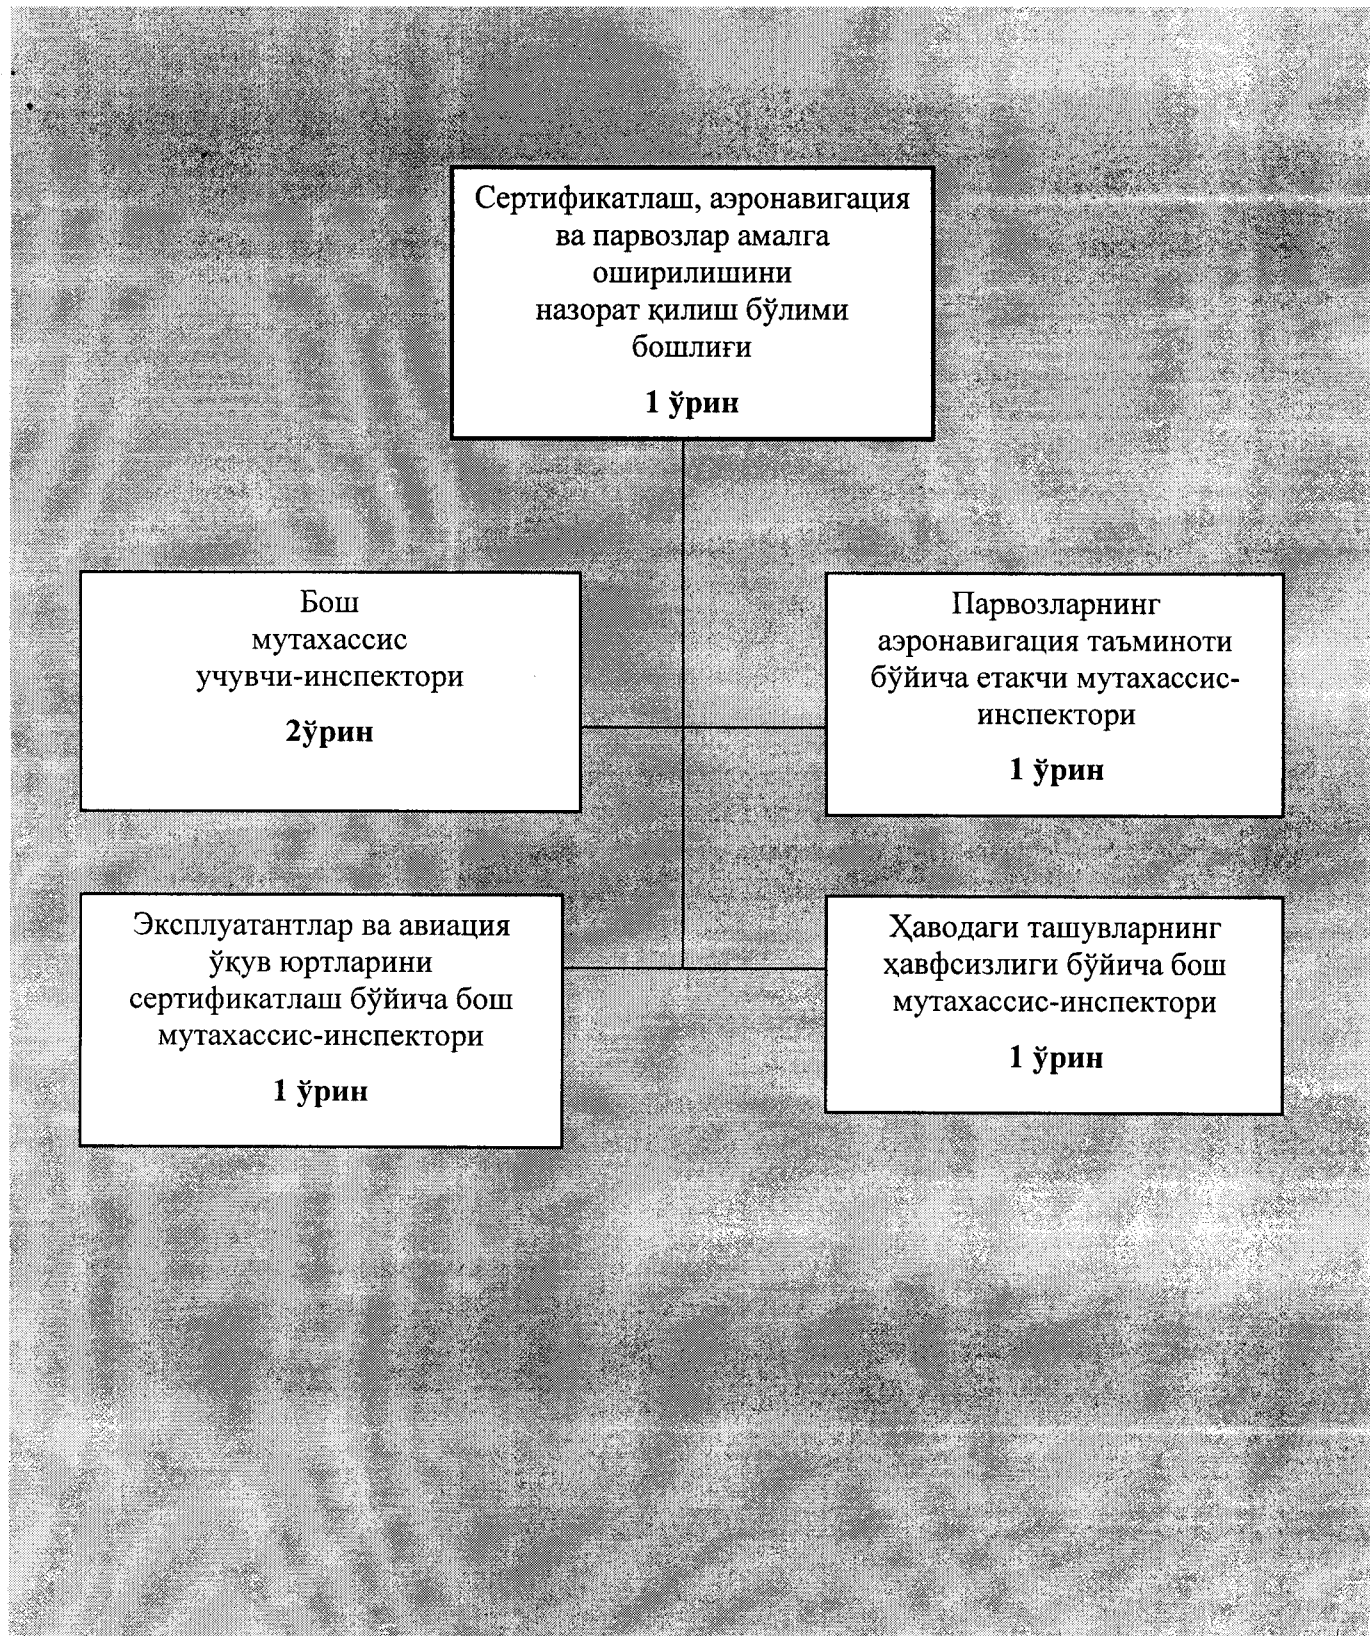 Сертификатлаш, аэронавигация
ва парвозлар амалга
оширилишини
назорат қилиш бўлими
бошлиғи
1 ўрин
Бош
мутахассис
учувчи-инспектори
2ўрин
Парвозларнинг
аэронавигация таъминоти
бўйича етакчи мутахассис-
инспектори
1 ўрин
Эксплуатантлар ва авиация
ўқув юртларини
сертификатлаш бўйича бош
мутахассис-инспектори
1 ўрин
Ҳаводаги ташувларнинг
ҳавфсизлиги бўйича бош
мутахассис-инспектори
1 ўрин